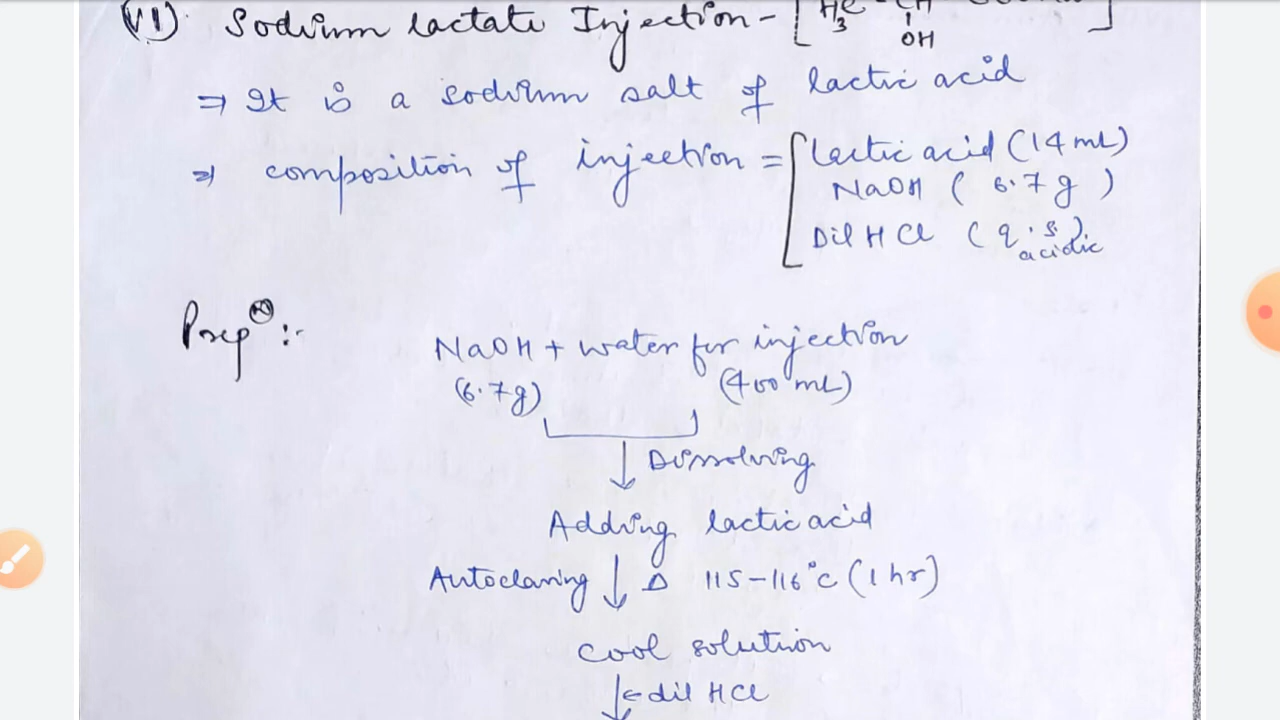 (VI) Sodium lactate Injection - [H3C CH
OH ]
⇒ It is a sodium salt of lactic acid
⇒ composition of injection = [lactic acid (14 mL)
NaOH (6.7g)
Dil HCl (q.s)
acidic
Prepⁿ :-
NaOH + water for injection
(6.7g) (400 mL)
↓ Dissolving
Adding lactic acid
Autoclaving ↓ Δ 115-116°C (1 hr)
cool solution
↓ ← dil HCl